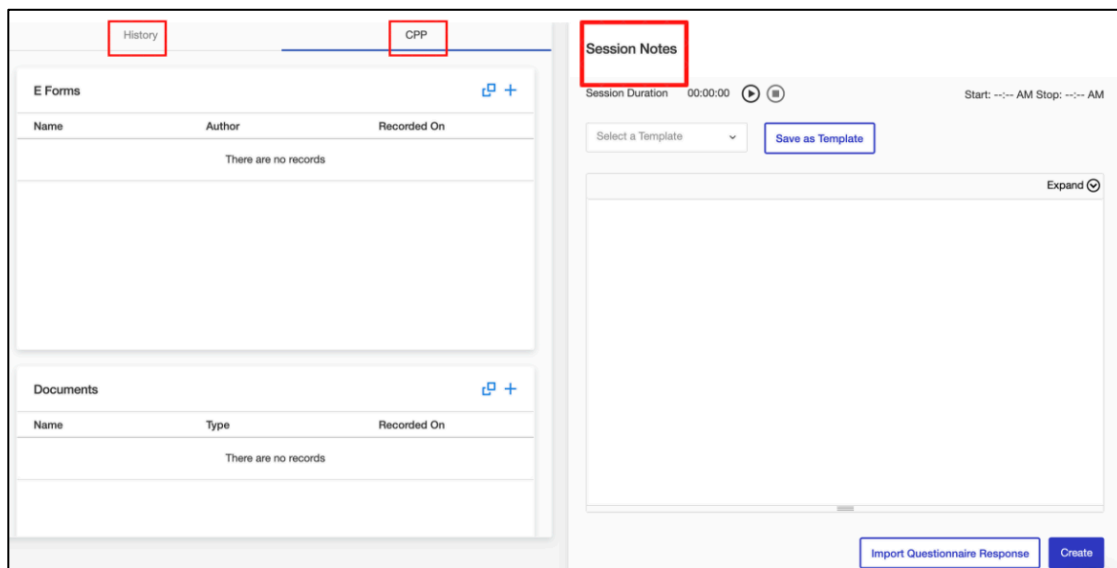 History CPP
E Forms
Name Author Recorded On
There are no records
Documents
Name Type Recorded On
There are no records
Session Notes
Session Duration 00:00:00 Start: --:-- AM Stop: --:-- AM
Select a Template Save as Template
Expand
Import Questionnaire Response Create